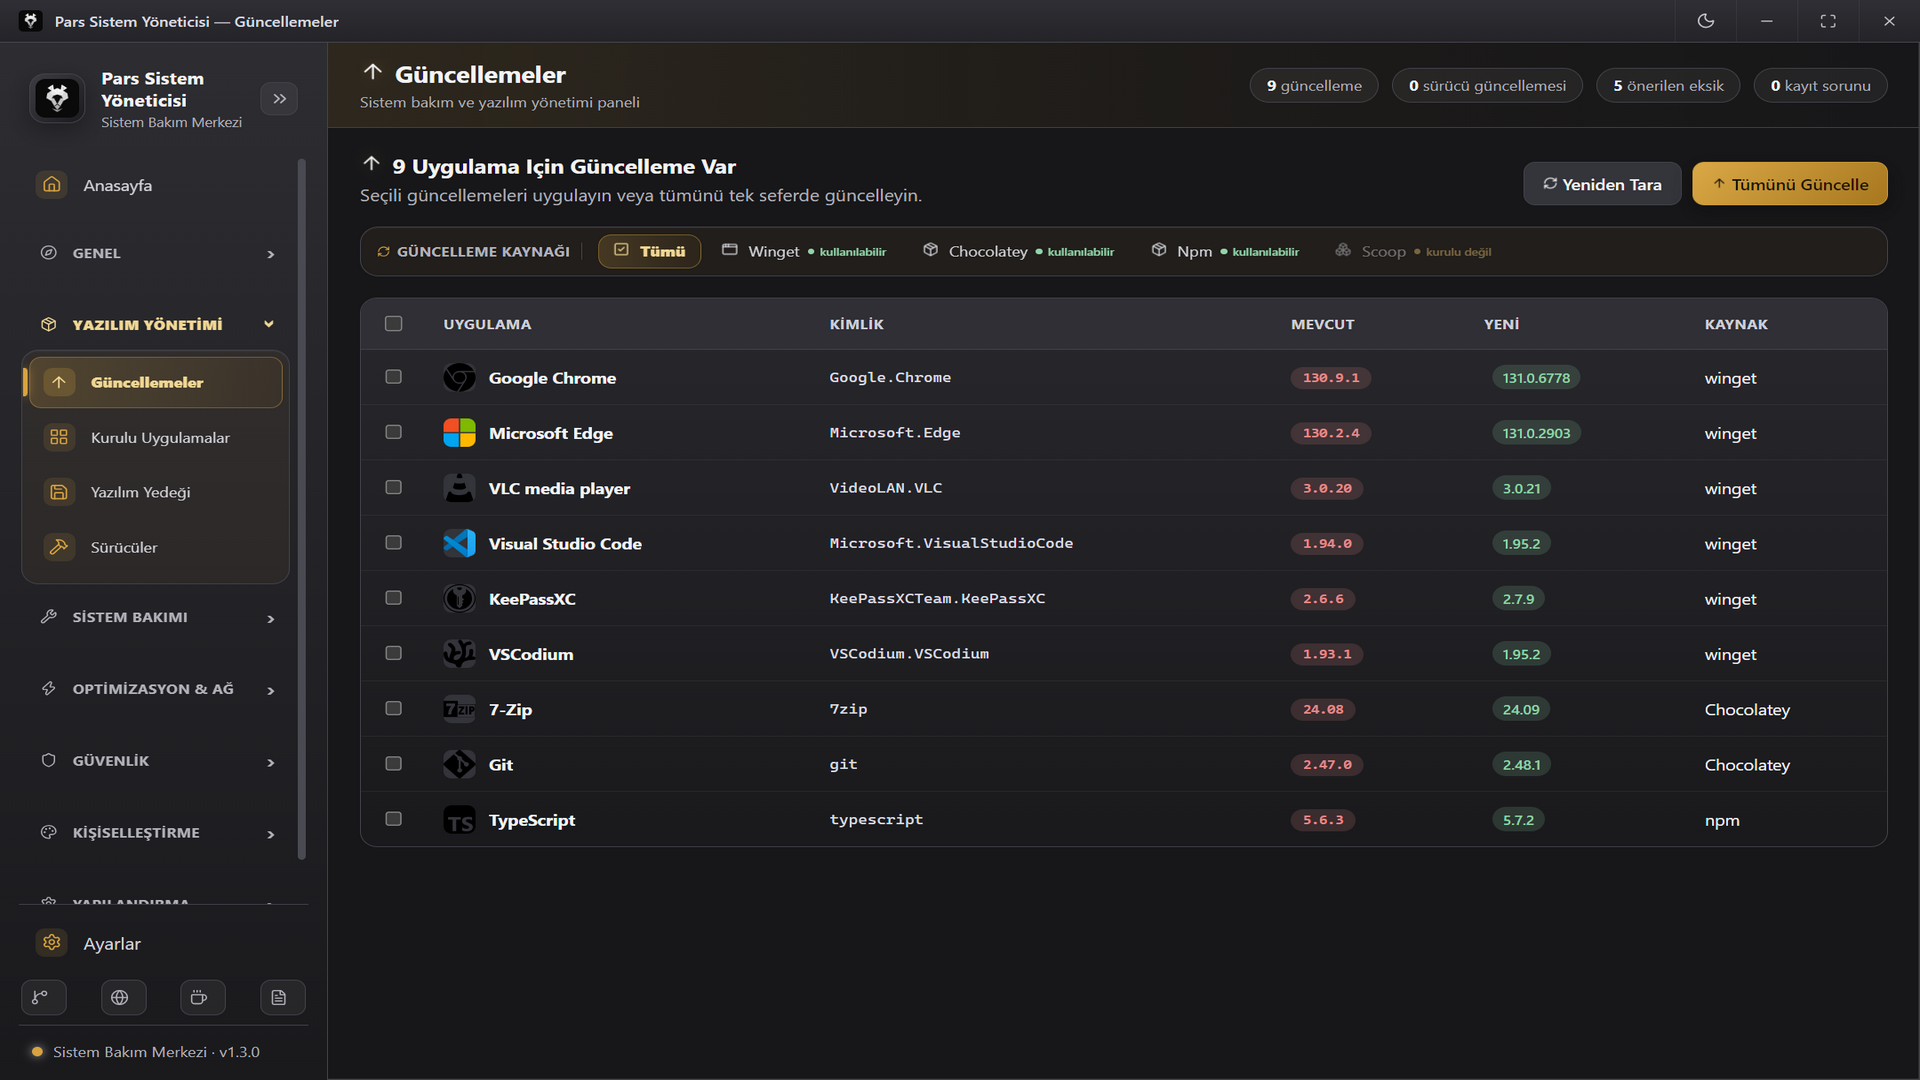 Pars Sistem Yöneticisi — Güncellemeler
Pars Sistem Yöneticisi
Sistem Bakım Merkezi
Anasayfa
GENEL
YAZILIM YÖNETİMİ
Güncellemeler
Kurulu Uygulamalar
Yazılım Yedeği
Sürücüler
SİSTEM BAKIMI
OPTİMİZASYON & AĞ
GÜVENLİK
KİŞİSELLEŞTİRME
YAPILANDIRMA
Ayarlar
Sistem Bakım Merkezi · v1.3.0
Güncellemeler
Sistem bakım ve yazılım yönetimi paneli
9 güncelleme
0 sürücü güncellemesi
5 önerilen eksik
0 kayıt sorunu
9 Uygulama Için Güncelleme Var
Seçili güncellemeleri uygulayın veya tümünü tek seferde güncelleyin.
Yeniden Tara
Tümünü Güncelle
GÜNCELLEME KAYNAĞI
Tümü
Winget • kullanılabilir
Chocolatey • kullanılabilir
Npm • kullanılabilir
Scoop • kurulu değil
UYGULAMA KİMLİK MEVCUT YENİ KAYNAK
Google Chrome Google.Chrome 130.9.1 131.0.6778 winget
Microsoft Edge Microsoft.Edge 130.2.4 131.0.2903 winget
VLC media player VideoLAN.VLC 3.0.20 3.0.21 winget
Visual Studio Code Microsoft.VisualStudioCode 1.94.0 1.95.2 winget
KeePassXC KeePassXCTeam.KeePassXC 2.6.6 2.7.9 winget
VSCodium VSCodium.VSCodium 1.93.1 1.95.2 winget
7ZIP 7-Zip 7zip 24.08 24.09 Chocolatey
Git git 2.47.0 2.48.1 Chocolatey
TS TypeScript typescript 5.6.3 5.7.2 npm